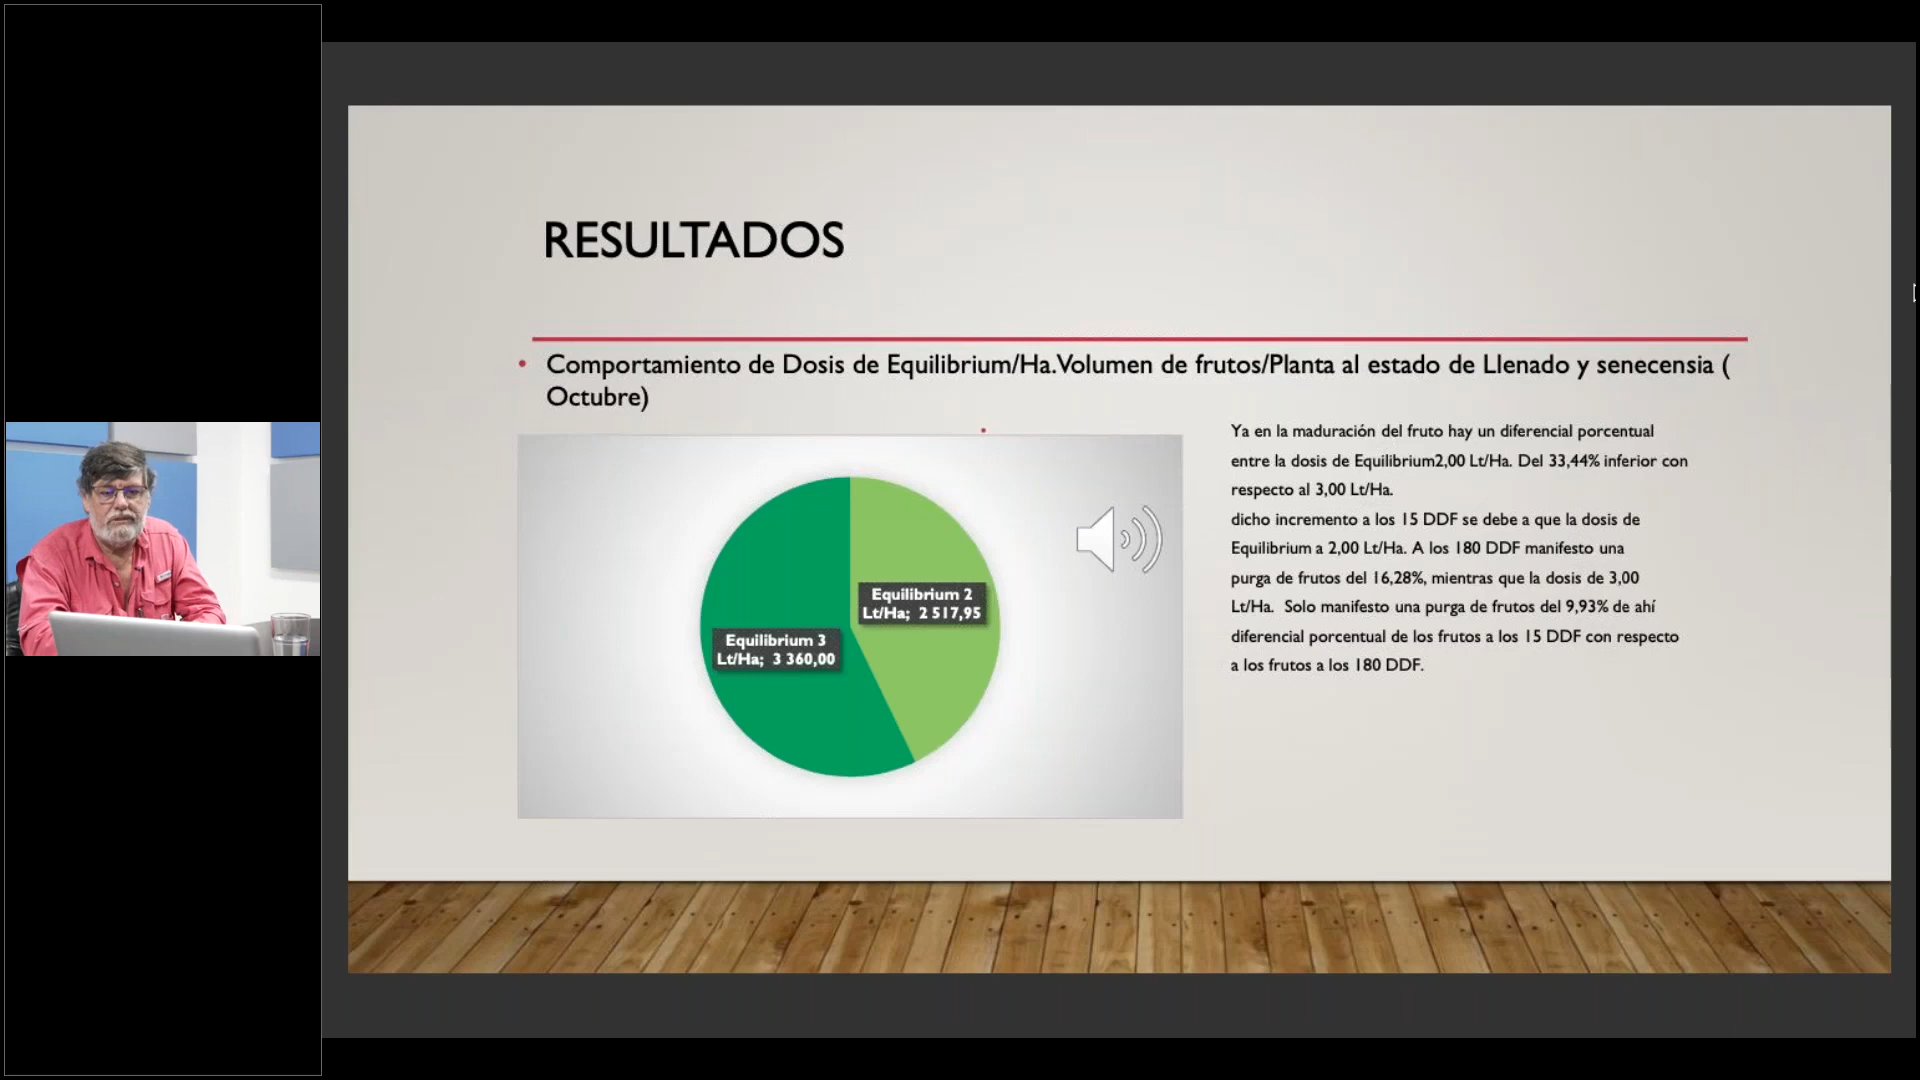 RESULTADOS
• Comportamiento de Dosis de Equilibrium/Ha.Volumen de frutos/Planta al estado de Llenado y senecensia (
Octubre)
Equilibrium 2
Lt/Ha;  2 517,95
Equilibrium 3
Lt/Ha;  3 360,00
Ya en la maduración del fruto hay un diferencial porcentual
entre la dosis de Equilibrium2,00 Lt/Ha. Del 33,44% inferior con
respecto al 3,00 Lt/Ha.
dicho incremento a los 15 DDF se debe a que la dosis de
Equilibrium a 2,00 Lt/Ha. A los 180 DDF manifesto una
purga de frutos del 16,28%, mientras que la dosis de 3,00
Lt/Ha.  Solo manifesto una purga de frutos del 9,93% de ahí
diferencial porcentual de los frutos a los 15 DDF con respecto
a los frutos a los 180 DDF.